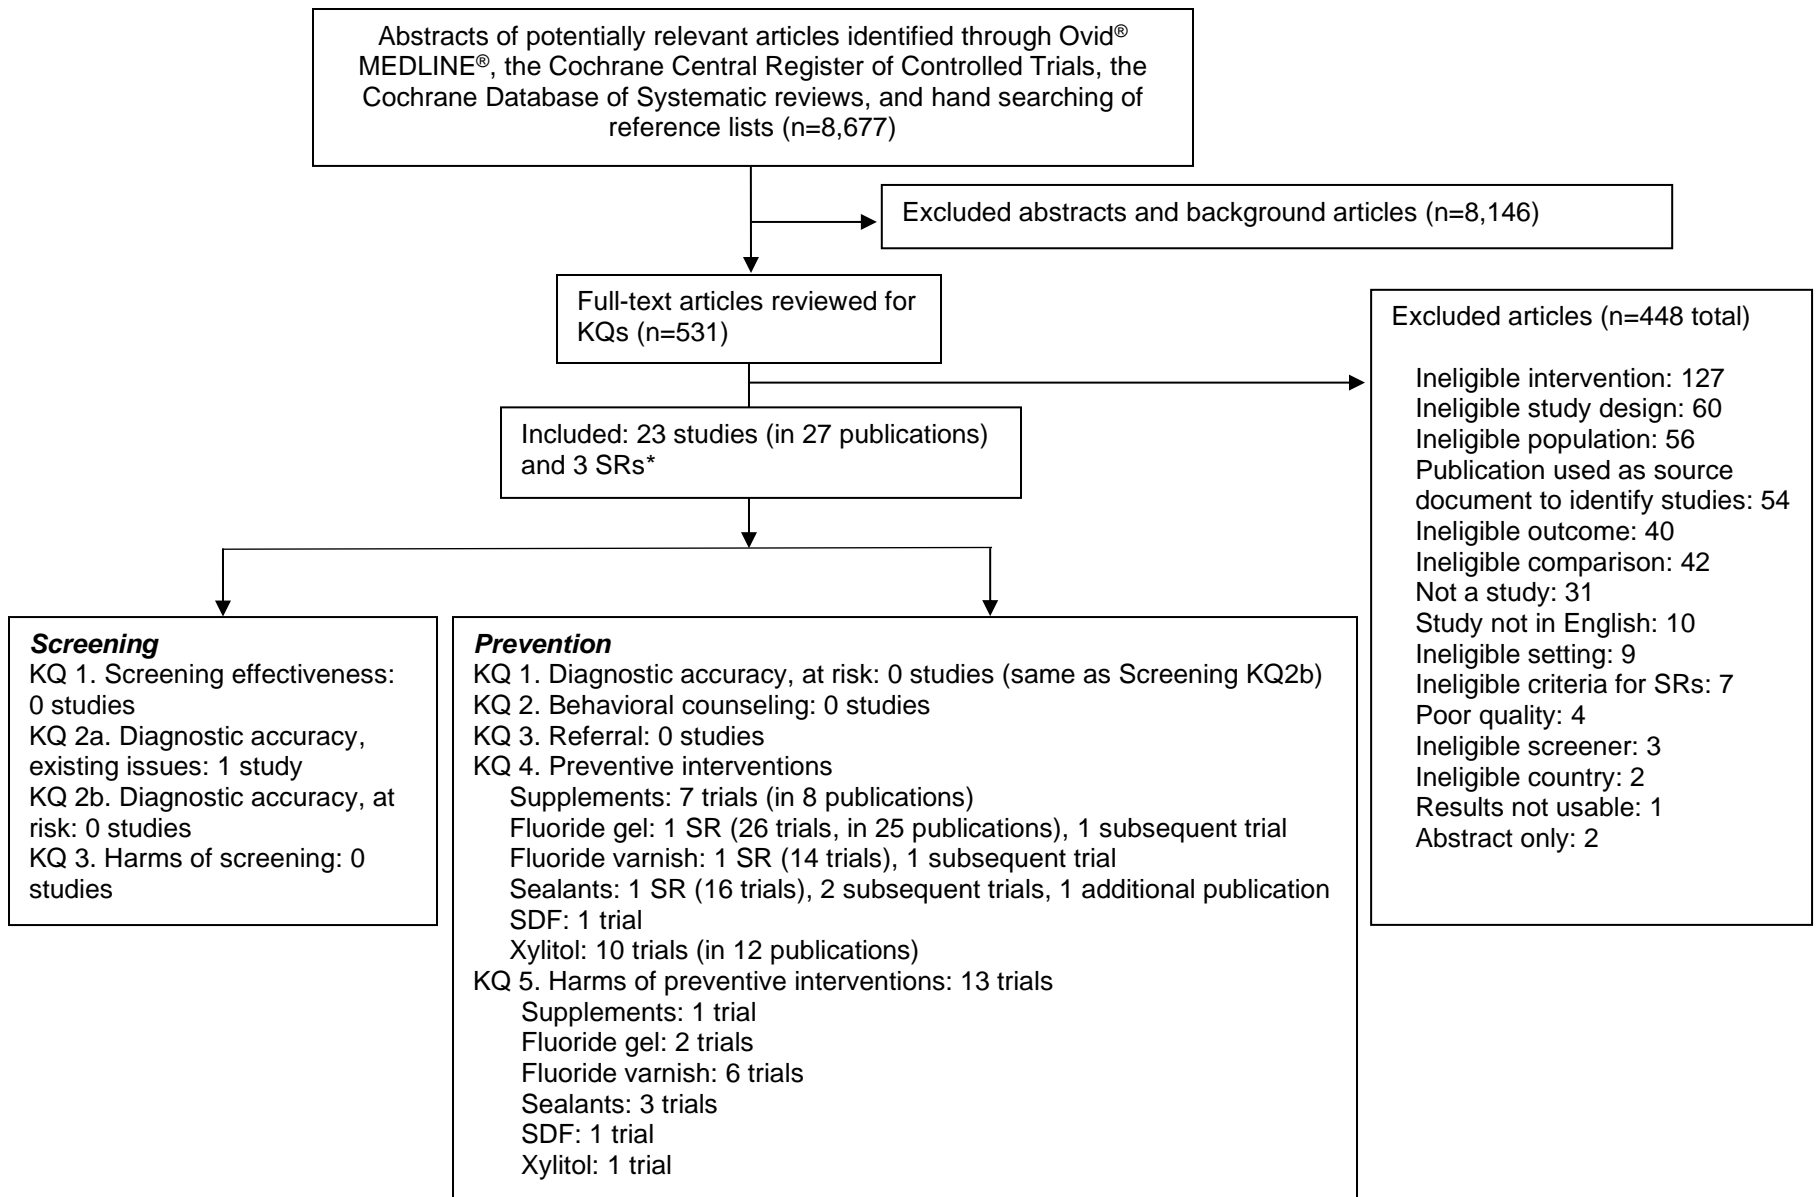 Abstracts of potentially relevant articles identified through Ovid®
MEDLINE®, the Cochrane Central Register of Controlled Trials, the
Cochrane Database of Systematic reviews, and hand searching of
reference lists (n=8,677)
Excluded abstracts and background articles (n=8,146)
Full-text articles reviewed for
KQs (n=531)
Excluded articles (n=448 total)
Ineligible intervention: 127
Ineligible study design: 60
Ineligible population: 56
Publication used as source
document to identify studies: 54
Ineligible outcome: 40
Ineligible comparison: 42
Not a study: 31
Study not in English: 10
Ineligible setting: 9
Ineligible criteria for SRs: 7
Poor quality: 4
Ineligible screener: 3
Ineligible country: 2
Results not usable: 1
Abstract only: 2
Included: 23 studies (in 27 publications)
and 3 SRs*
Screening
KQ 1. Screening effectiveness:
0 studies
KQ 2a. Diagnostic accuracy,
existing issues: 1 study
KQ 2b. Diagnostic accuracy, at
risk: 0 studies
KQ 3. Harms of screening: 0
studies
Prevention
KQ 1. Diagnostic accuracy, at risk: 0 studies (same as Screening KQ2b)
KQ 2. Behavioral counseling: 0 studies
KQ 3. Referral: 0 studies
KQ 4. Preventive interventions
Supplements: 7 trials (in 8 publications)
Fluoride gel: 1 SR (26 trials, in 25 publications), 1 subsequent trial
Fluoride varnish: 1 SR (14 trials), 1 subsequent trial
Sealants: 1 SR (16 trials), 2 subsequent trials, 1 additional publication
SDF: 1 trial
Xylitol: 10 trials (in 12 publications)
KQ 5. Harms of preventive interventions: 13 trials
Supplements: 1 trial
Fluoride gel: 2 trials
Fluoride varnish: 6 trials
Sealants: 3 trials
SDF: 1 trial
Xylitol: 1 trial